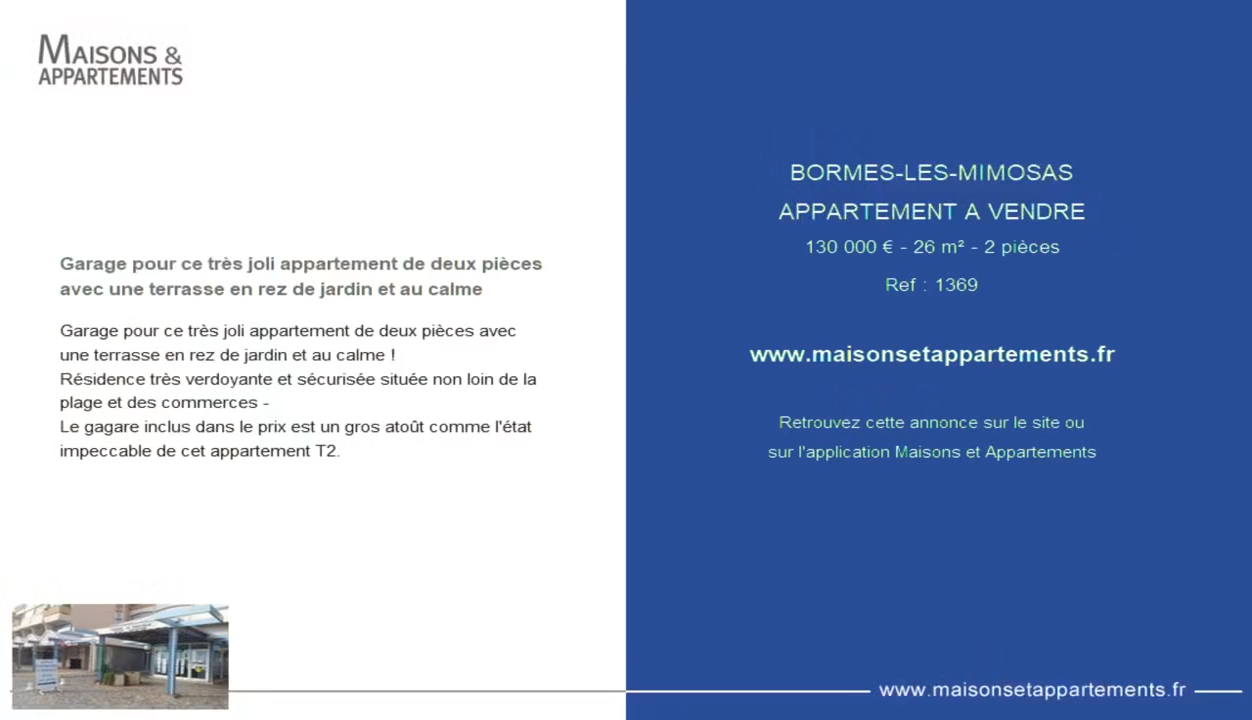 MAISONS &
APPARTEMENTS
Garage pour ce très joli appartement de deux pièces
avec une terrasse en rez de jardin et au calme
Garage pour ce très joli appartement de deux pièces avec
une terrasse en rez de jardin et au calme !
Résidence très verdoyante et sécurisée située non loin de la
plage et des commerces -
Le gagare inclus dans le prix est un gros atoût comme l'état
impeccable de cet appartement T2.
BORMES-LES-MIMOSAS
APPARTEMENT A VENDRE
130 000 € - 26 m² - 2 pièces
Ref : 1369
www.maisonsetappartements.fr
Retrouvez cette annonce sur le site ou
sur l'application Maisons et Appartements
www.maisonsetappartements.fr